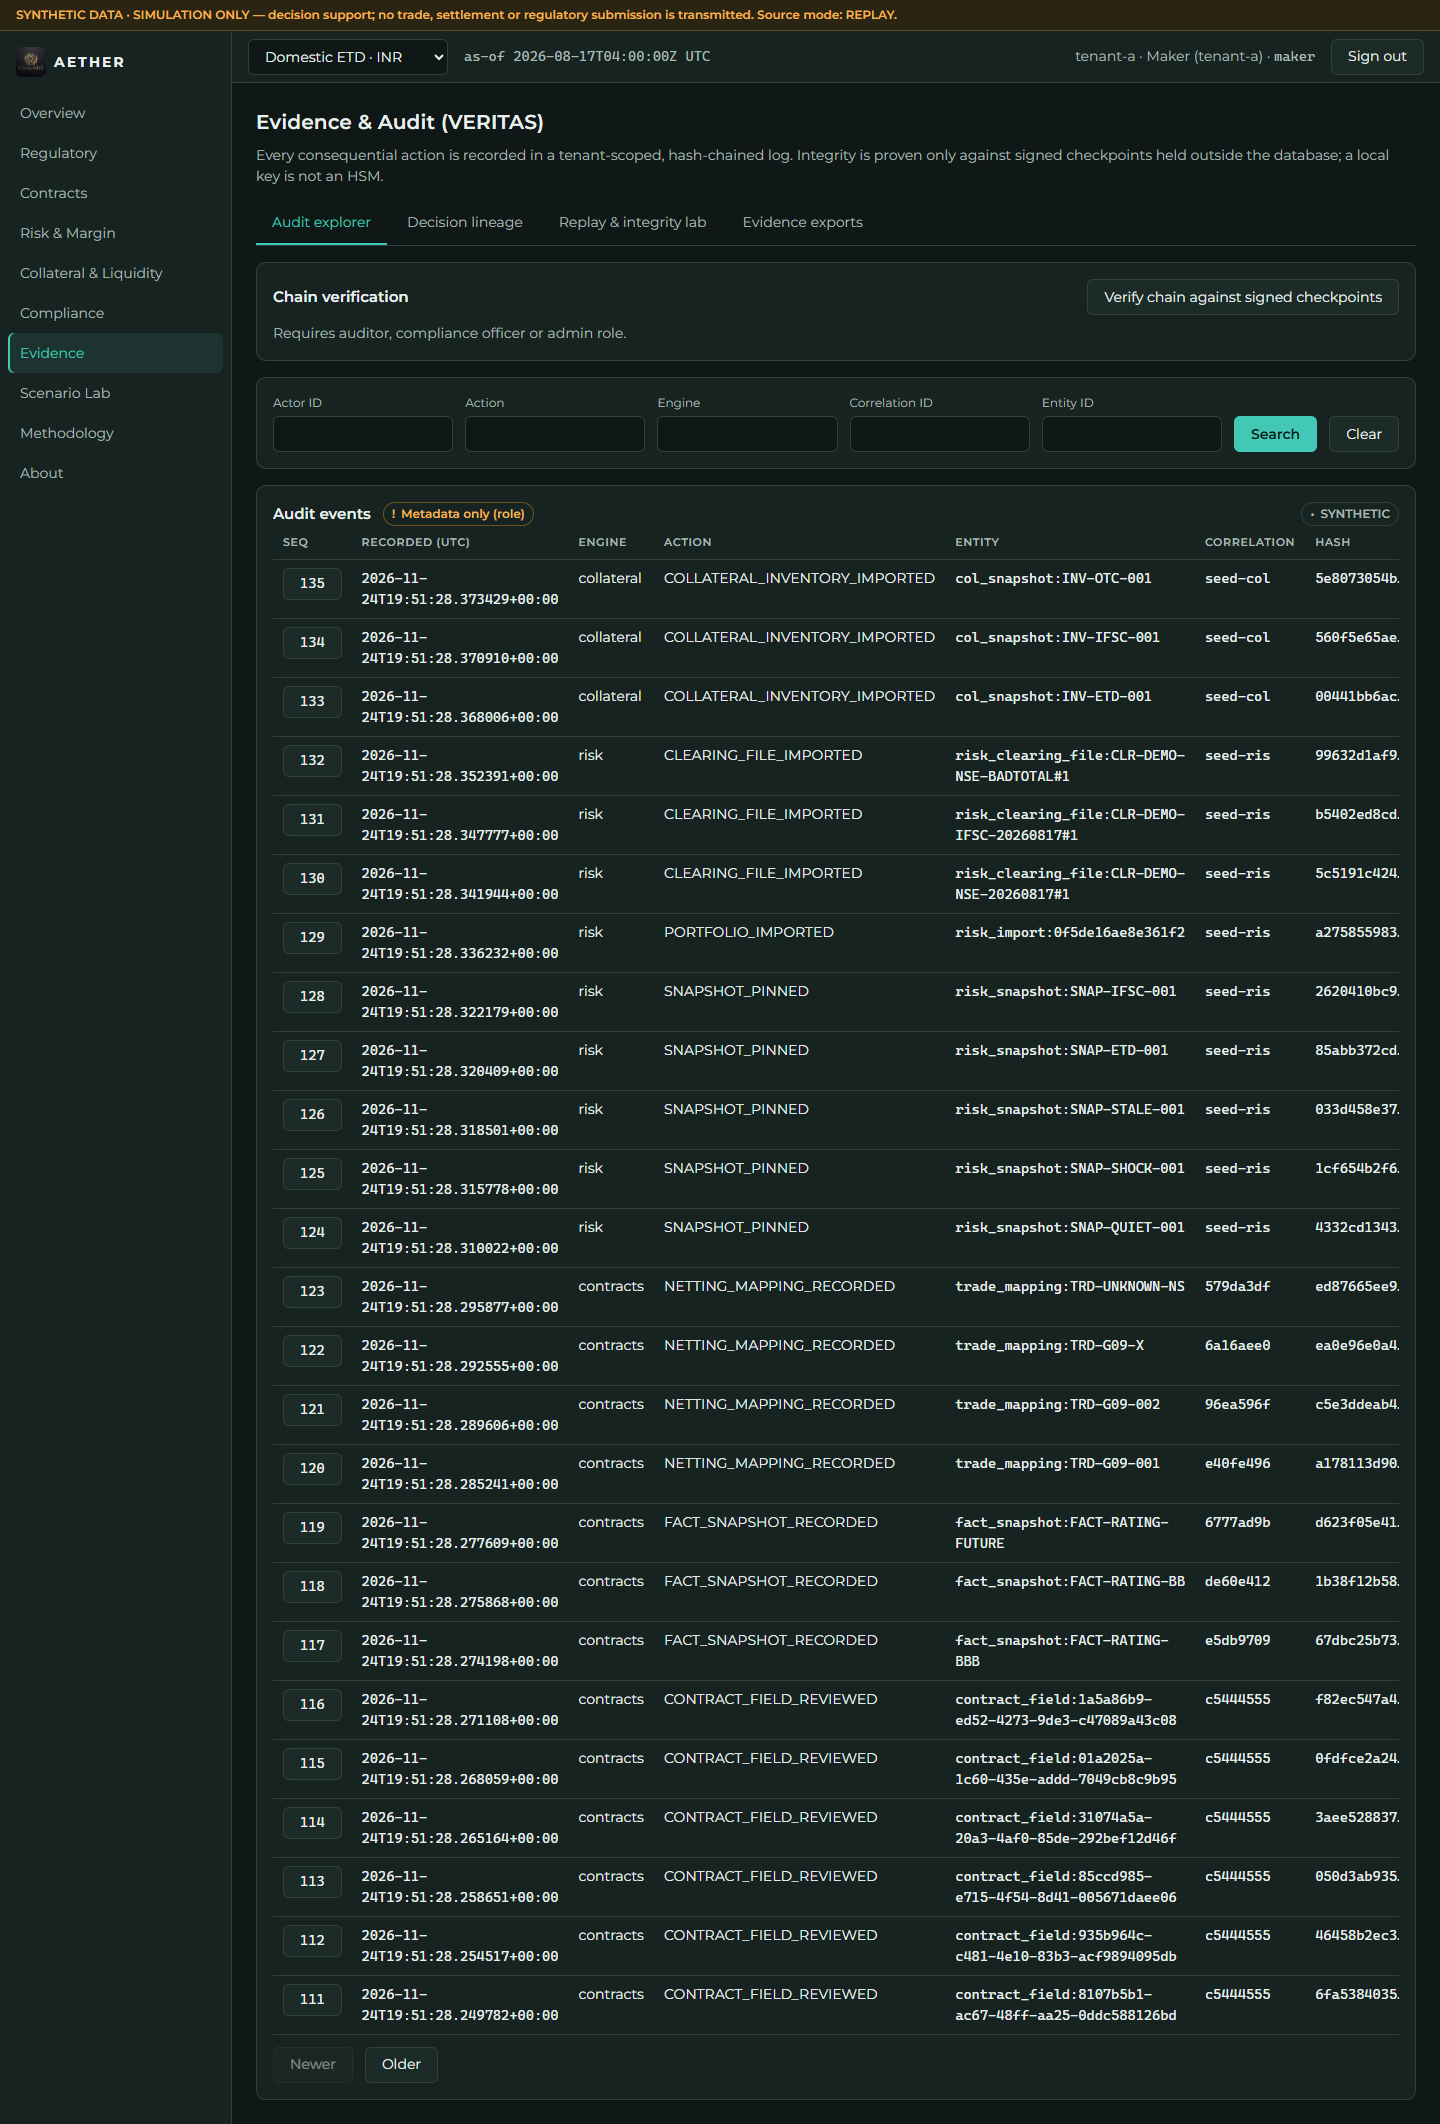 SYNTHETIC DATA · SIMULATION ONLY — decision support; no trade, settlement or regulatory submission is transmitted. Source mode: REPLAY.
AETHER
Domestic ETD · INR
as-of 2026-08-17T04:00:00Z UTC
tenant-a · Maker (tenant-a) · maker
Sign out
Overview
Regulatory
Contracts
Risk & Margin
Collateral & Liquidity
Compliance
Evidence
Scenario Lab
Methodology
About
Evidence & Audit (VERITAS)
Every consequential action is recorded in a tenant-scoped, hash-chained log. Integrity is proven only against signed checkpoints held outside the database; a local
key is not an HSM.
Audit explorer
Decision lineage
Replay & integrity lab
Evidence exports
Chain verification
Verify chain against signed checkpoints
Requires auditor, compliance officer or admin role.
Actor ID
Action
Engine
Correlation ID
Entity ID
Search
Clear
Audit events
! Metadata only (role)
• SYNTHETIC
SEQ RECORDED (UTC) ENGINE ACTION ENTITY CORRELATION HASH
135 2026-11- collateral COLLATERAL_INVENTORY_IMPORTED col_snapshot:INV-OTC-001 seed-col 5e8073054b.
24T19:51:28.373429+00:00
134 2026-11- collateral COLLATERAL_INVENTORY_IMPORTED col_snapshot:INV-IFSC-001 seed-col 560f5e65ae.
24T19:51:28.370910+00:00
133 2026-11- collateral COLLATERAL_INVENTORY_IMPORTED col_snapshot:INV-ETD-001 seed-col 00441bb6ac.
24T19:51:28.368006+00:00
132 2026-11- risk CLEARING_FILE_IMPORTED risk_clearing_file:CLR-DEMO- seed-ris 99632d1af9.
24T19:51:28.352391+00:00 NSE-BADTOTAL#1
131 2026-11- risk CLEARING_FILE_IMPORTED risk_clearing_file:CLR-DEMO- seed-ris b5402ed8cd.
24T19:51:28.347777+00:00 IFSC-20260817#1
130 2026-11- risk CLEARING_FILE_IMPORTED risk_clearing_file:CLR-DEMO- seed-ris 5c5191c424.
24T19:51:28.341944+00:00 NSE-20260817#1
129 2026-11- risk PORTFOLIO_IMPORTED risk_import:0f5de16ae8e361f2 seed-ris a275855983.
24T19:51:28.336232+00:00
128 2026-11- risk SNAPSHOT_PINNED risk_snapshot:SNAP-IFSC-001 seed-ris 2620410bc9.
24T19:51:28.322179+00:00
127 2026-11- risk SNAPSHOT_PINNED risk_snapshot:SNAP-ETD-001 seed-ris 85abb372cd.
24T19:51:28.320409+00:00
126 2026-11- risk SNAPSHOT_PINNED risk_snapshot:SNAP-STALE-001 seed-ris 033d458e37.
24T19:51:28.318501+00:00
125 2026-11- risk SNAPSHOT_PINNED risk_snapshot:SNAP-SHOCK-001 seed-ris 1cf654b2f6.
24T19:51:28.315778+00:00
124 2026-11- risk SNAPSHOT_PINNED risk_snapshot:SNAP-QUIET-001 seed-ris 4332cd1343.
24T19:51:28.310022+00:00
123 2026-11- contracts NETTING_MAPPING_RECORDED trade_mapping:TRD-UNKNOWN-NS 579da3df ed87665ee9.
24T19:51:28.295877+00:00
122 2026-11- contracts NETTING_MAPPING_RECORDED trade_mapping:TRD-G09-X 6a16aee0 ea0e96e0a4.
24T19:51:28.292555+00:00
121 2026-11- contracts NETTING_MAPPING_RECORDED trade_mapping:TRD-G09-002 96ea596f c5e3ddeab4.
24T19:51:28.289606+00:00
120 2026-11- contracts NETTING_MAPPING_RECORDED trade_mapping:TRD-G09-001 e40fe496 a178113d90.
24T19:51:28.285241+00:00
119 2026-11- contracts FACT_SNAPSHOT_RECORDED fact_snapshot:FACT-RATING- 6777ad9b d623f05e41.
24T19:51:28.277609+00:00 FUTURE
118 2026-11- contracts FACT_SNAPSHOT_RECORDED fact_snapshot:FACT-RATING-BB de60e412 1b38f12b58.
24T19:51:28.275868+00:00
117 2026-11- contracts FACT_SNAPSHOT_RECORDED fact_snapshot:FACT-RATING- e5db9709 67dbc25b73.
24T19:51:28.274198+00:00 BBB
116 2026-11- contracts CONTRACT_FIELD_REVIEWED contract_field:1a5a86b9- c5444555 f82ec547a4.
24T19:51:28.271108+00:00 ed52-4273-9de3-c47089a43c08
115 2026-11- contracts CONTRACT_FIELD_REVIEWED contract_field:01a2025a- c5444555 0fdfce2a24.
24T19:51:28.268059+00:00 1c60-435e-addd-7049cb8c9b95
114 2026-11- contracts CONTRACT_FIELD_REVIEWED contract_field:31074a5a- c5444555 3aee528837.
24T19:51:28.265164+00:00 20a3-4af0-85de-292bef12d46f
113 2026-11- contracts CONTRACT_FIELD_REVIEWED contract_field:85ccd985- c5444555 050d3ab935.
24T19:51:28.258651+00:00 e715-4f54-8d41-005671daee06
112 2026-11- contracts CONTRACT_FIELD_REVIEWED contract_field:935b964c- c5444555 46458b2ec3.
24T19:51:28.254517+00:00 c481-4e10-83b3-acf9894095db
111 2026-11- contracts CONTRACT_FIELD_REVIEWED contract_field:8107b5b1- c5444555 6fa5384035.
24T19:51:28.249782+00:00 ac67-48ff-aa25-0ddc588126bd
Newer
Older